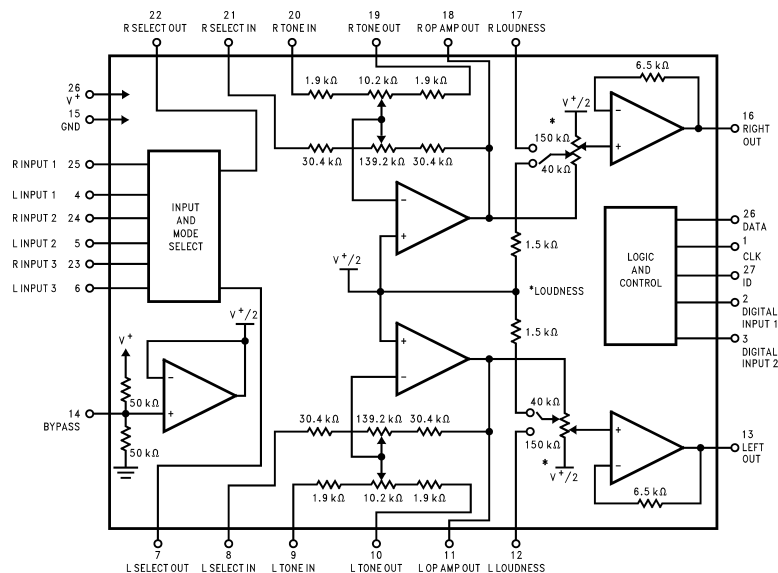 22
R SELECT OUT
21
R SELECT IN
20
R TONE IN
19
R TONE OUT
18
R OP AMP OUT
17
R LOUDNESS
1.9 kΩ
10.2 kΩ
1.9 kΩ
6.5 kΩ
26
V+
15
GND
V+/2
*
150 kΩ
40 kΩ
16
RIGHT
OUT
30.4 kΩ
139.2 kΩ
30.4 kΩ
R INPUT 1
25
L INPUT 1
4
R INPUT 2
24
L INPUT 2
5
R INPUT 3
23
L INPUT 3
6
INPUT
AND
MODE
SELECT
−
+
−
+
1.5 kΩ
V+/2
*LOUDNESS
1.5 kΩ
LOGIC
AND
CONTROL
26
DATA
1
CLK
27
ID
2
DIGITAL
INPUT 1
3
DIGITAL
INPUT 2
V+/2
V+
50 kΩ
−
+
14
BYPASS
50 kΩ
+
−
30.4 kΩ
139.2 kΩ
30.4 kΩ
40 kΩ
150 kΩ
*
V+/2
+
−
13
LEFT
OUT
1.9 kΩ
10.2 kΩ
1.9 kΩ
6.5 kΩ
7
L SELECT OUT
8
L SELECT IN
9
L TONE IN
10
L TONE OUT
11
L OP AMP OUT
12
L LOUDNESS